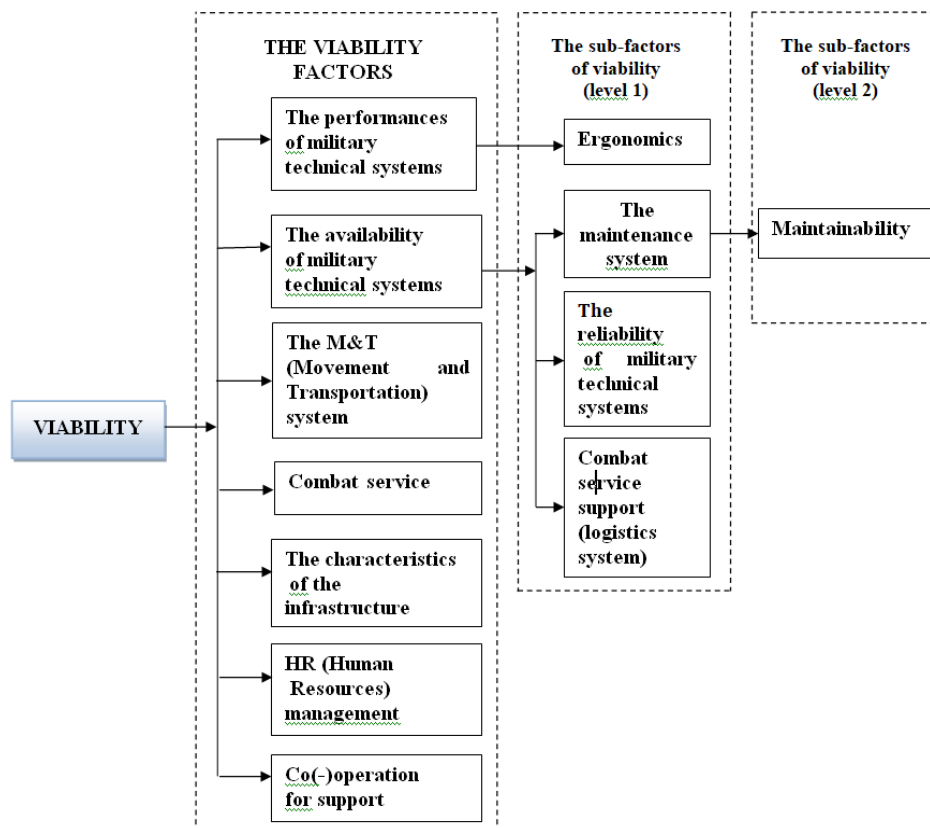 THE VIABILITY
FACTORS
The performances
of military
technical systems
The availability
of military
technical systems
The M&T
(Movement and
Transportation)
system
VIABILITY
Combat service
The characteristics
of the
infrastructure
HR (Human
Resources)
management
Co(-)operation
for support
The sub-factors
of viability
(level 1)
Ergonomics
The
maintenance
system
The
reliability
of military
technical
systems
Combat
service
support
(logistics
system)
The sub-factors
of viability
(level 2)
Maintainability